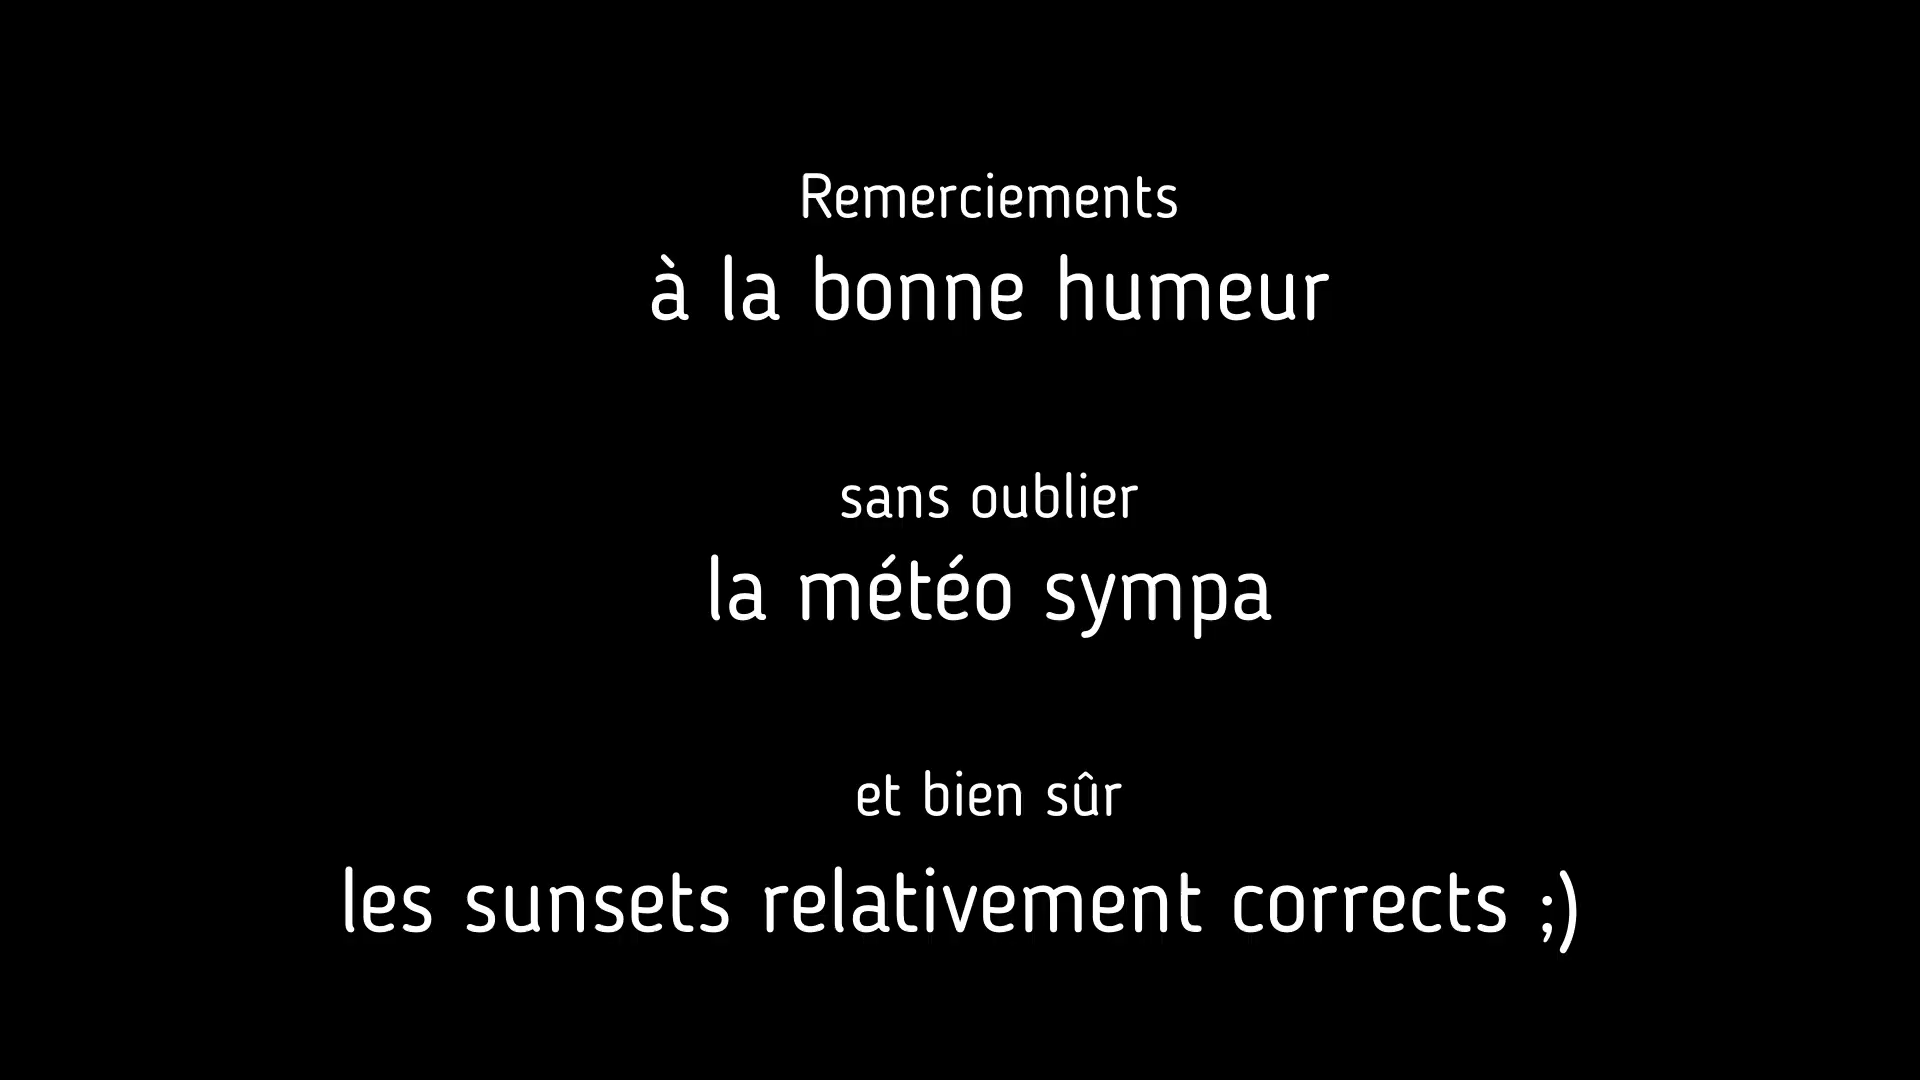 Remerciements
à la bonne humeur
sans oublier
la météo sympa
et bien sûr
les sunsets relativement corrects ;)